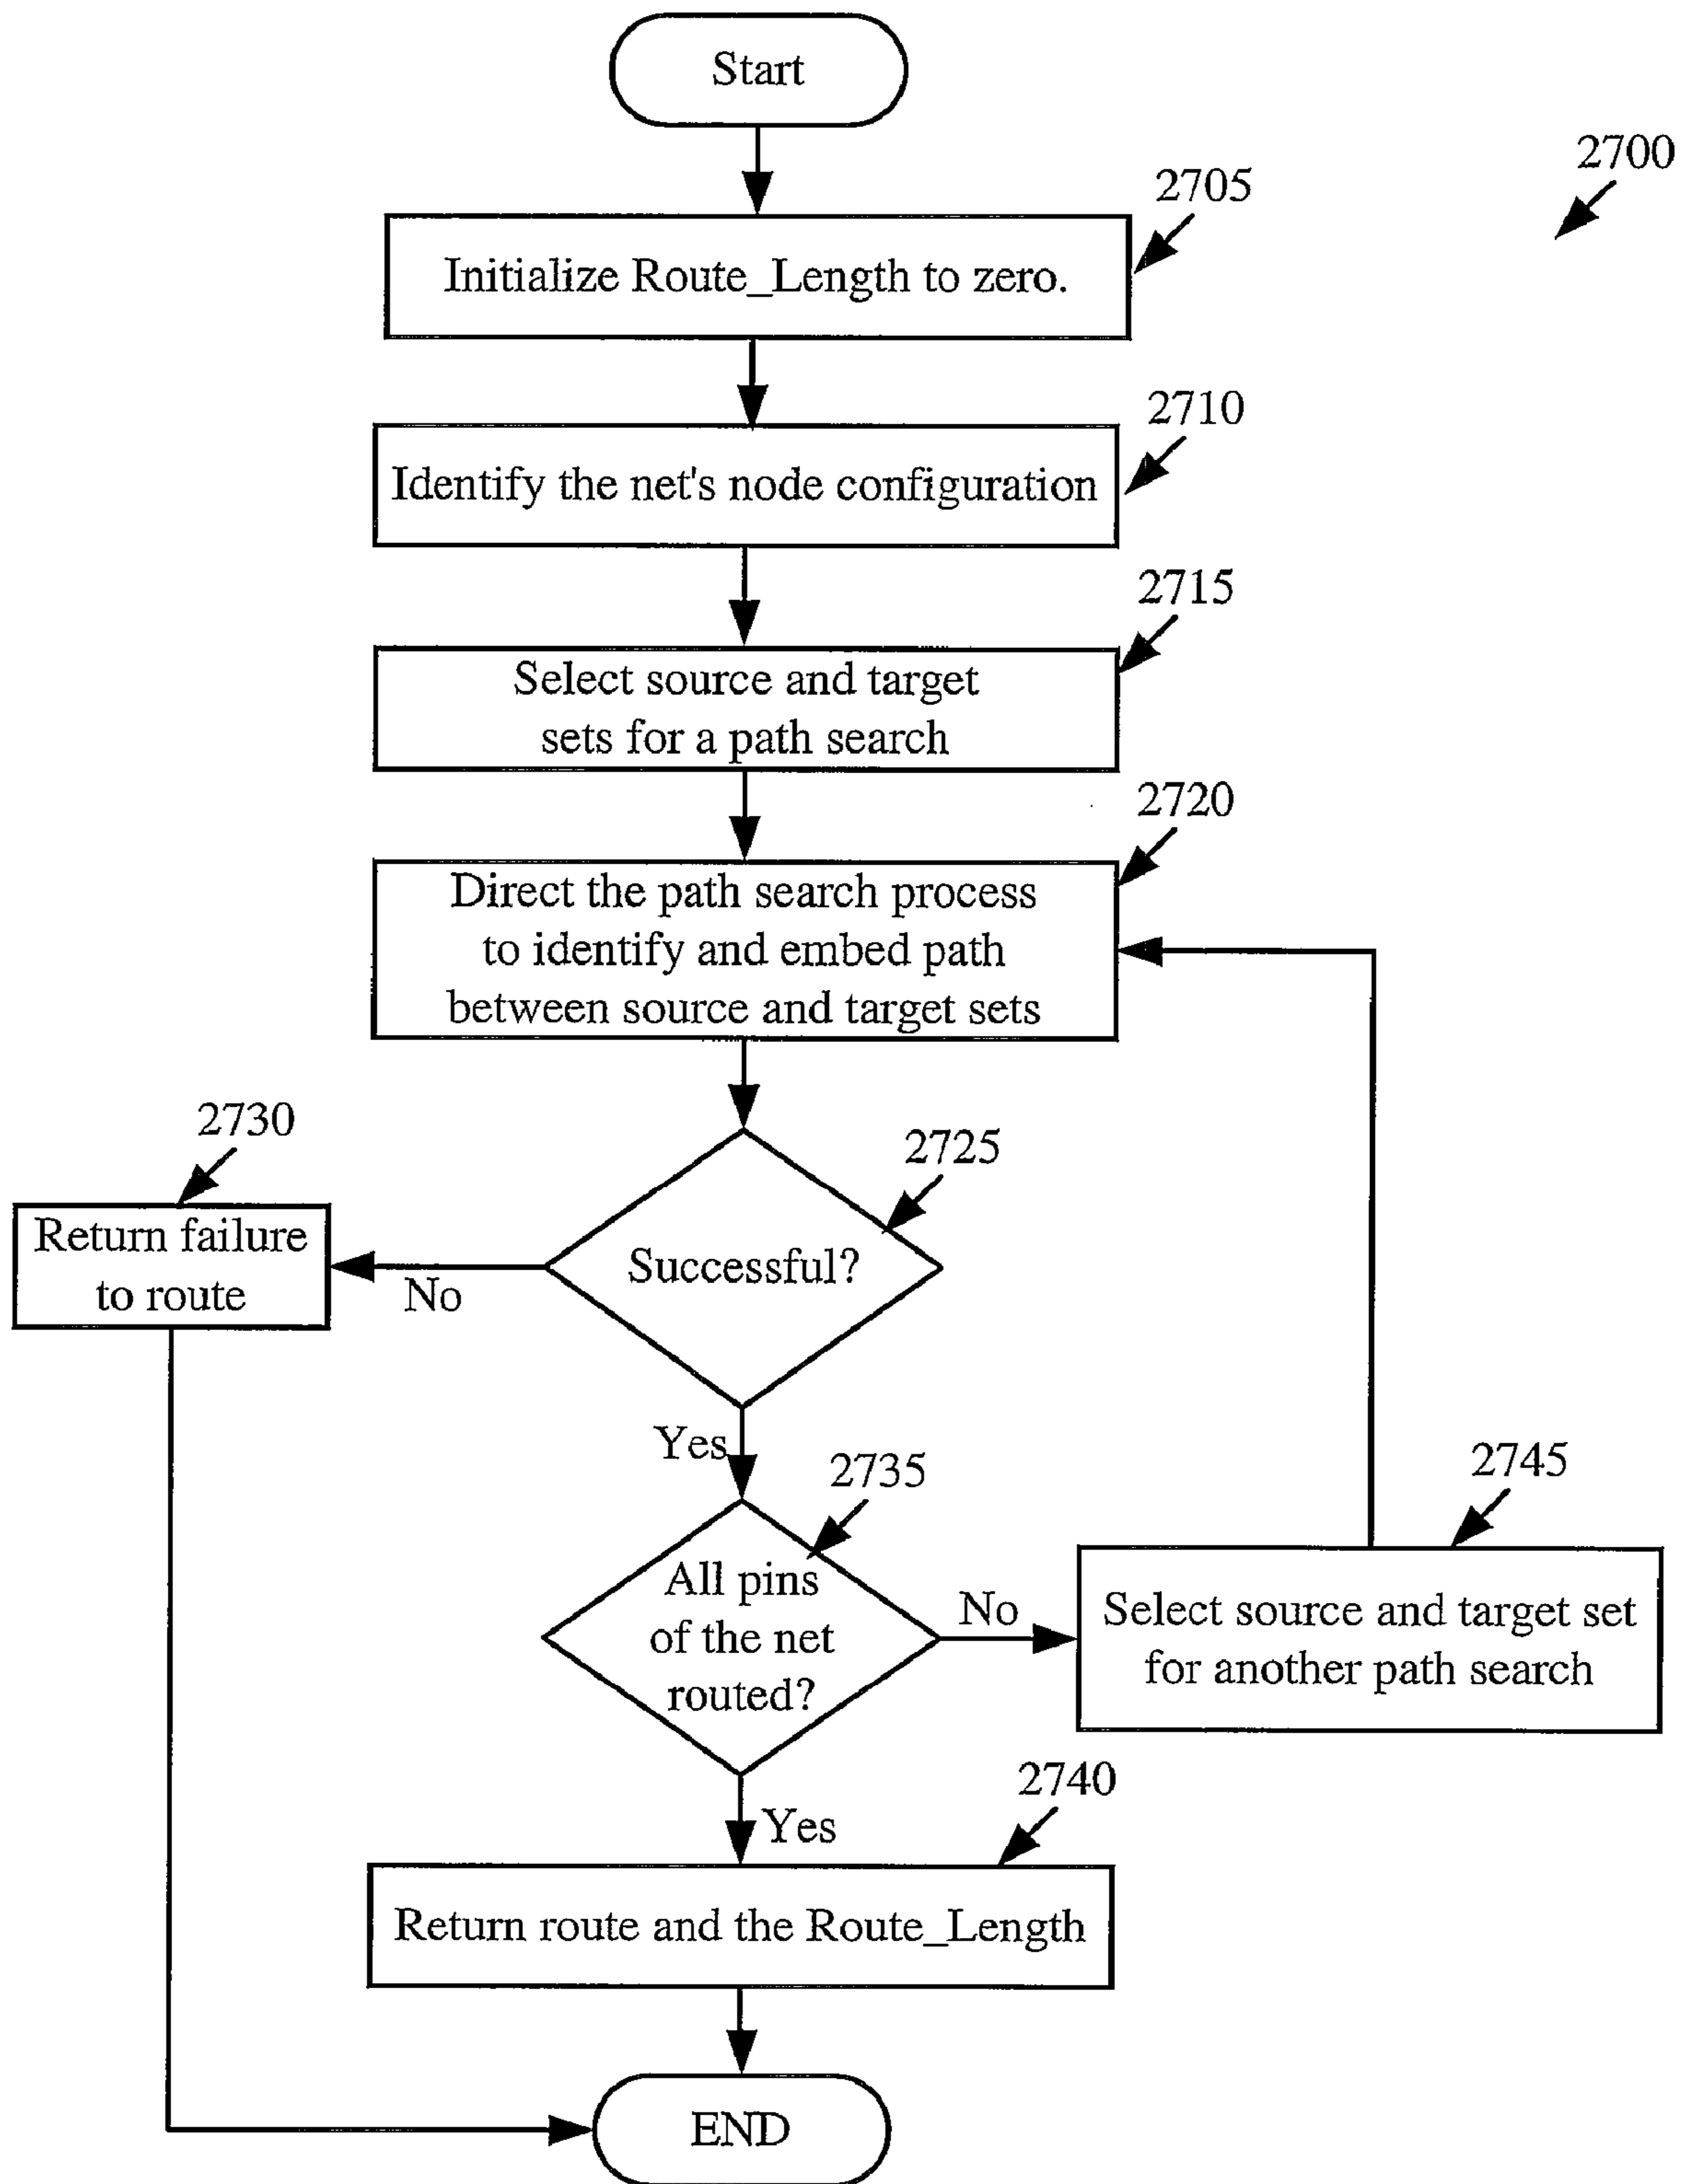 Start
2700
2705
Initialize Route_Length to zero.
2710
Identify the net's node configuration
2715
Select source and target
sets for a path search
2720
Direct the path search process
to identify and embed path
between source and target sets
2730
2725
Return failure
to route
No
Successful?
Yes
2735
2745
All pins
of the net
routed?
No
Select source and target set
for another path search
2740
Yes
Return route and the Route_Length
END